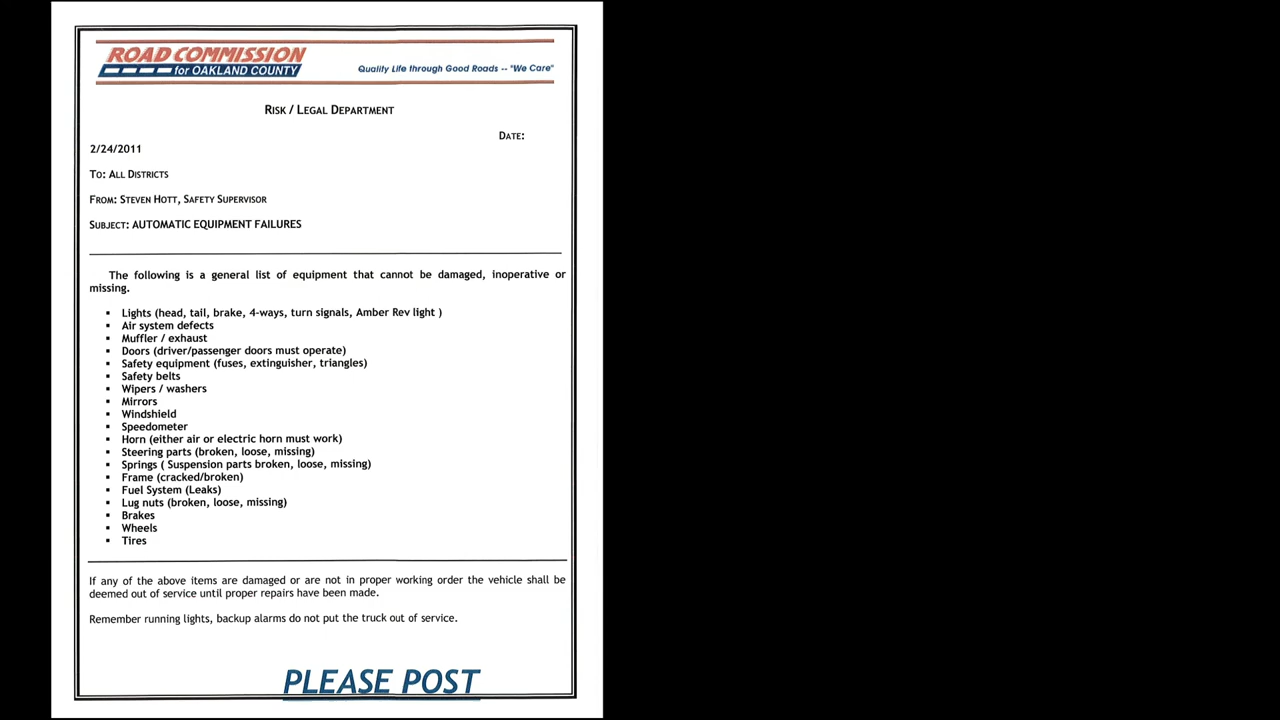 ROAD COMMISSION
for OAKLAND COUNTY
Quality Life through Good Roads -- "We Care"
RISK / LEGAL DEPARTMENT
DATE:
2/24/2011
TO: ALL DISTRICTS
FROM: STEVEN HOTT, SAFETY SUPERVISOR
SUBJECT: AUTOMATIC EQUIPMENT FAILURES
The following is a general list of equipment that cannot be damaged, inoperative or
missing.
▪ Lights (head, tail, brake, 4-ways, turn signals, Amber Rev light )
▪ Air system defects
▪ Muffler / exhaust
▪ Doors (driver/passenger doors must operate)
▪ Safety equipment (fuses, extinguisher, triangles)
▪ Safety belts
▪ Wipers / washers
▪ Mirrors
▪ Windshield
▪ Speedometer
▪ Horn (either air or electric horn must work)
▪ Steering parts (broken, loose, missing)
▪ Springs ( Suspension parts broken, loose, missing)
▪ Frame (cracked/broken)
▪ Fuel System (Leaks)
▪ Lug nuts (broken, loose, missing)
▪ Brakes
▪ Wheels
▪ Tires
If any of the above items are damaged or are not in proper working order the vehicle shall be
deemed out of service until proper repairs have been made.
Remember running lights, backup alarms do not put the truck out of service.
PLEASE POST